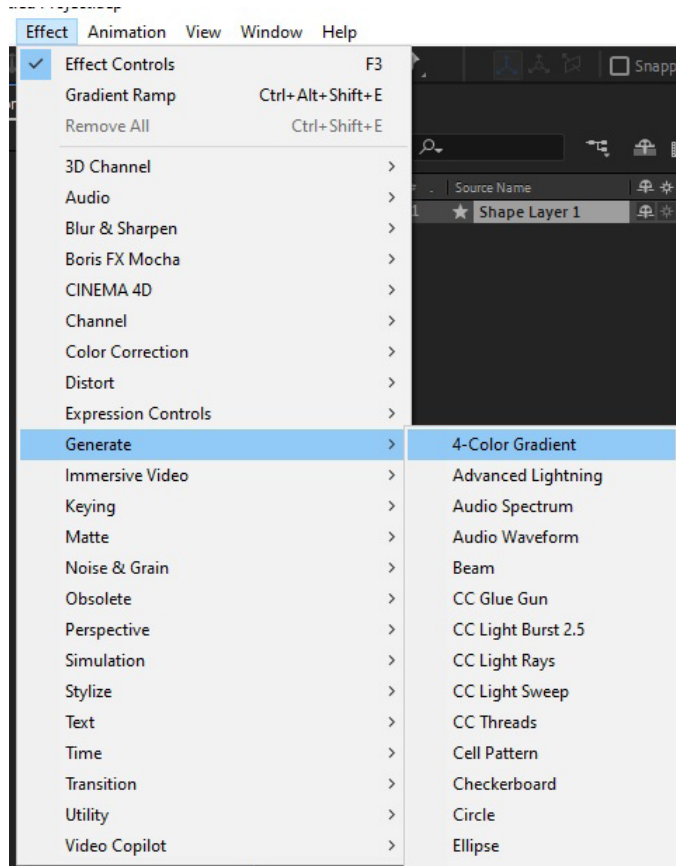 Effect Animation View Window Help
Effect Controls F3
Gradient Ramp Ctrl+Alt+Shift+E
Remove All Ctrl+Shift+E
Snapp
3D Channel
Source Name
Audio
1 Shape Layer 1
Blur & Sharpen
Boris FX Mocha
CINEMA 4D
Channel
Color Correction
Distort
Expression Controls
Generate
Immersive Video
Keying
Matte
Noise & Grain
Obsolete
Perspective
Simulation
Stylize
Text
Time
Transition
Utility
Video Copilot
4-Color Gradient
Advanced Lightning
Audio Spectrum
Audio Waveform
Beam
CC Glue Gun
CC Light Burst 2.5
CC Light Rays
CC Light Sweep
CC Threads
Cell Pattern
Checkerboard
Circle
Ellipse